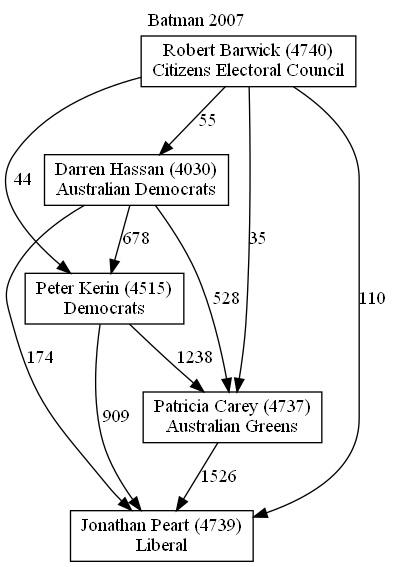 Batman 2007
Robert Barwick (4740)
Citizens Electoral Council
55
Darren Hassan (4030)
Australian Democrats
44
678
35
Peter Kerin (4515)
Democrats
528
110
174
1238
909
Patricia Carey (4737)
Australian Greens
1526
Jonathan Peart (4739)
Liberal